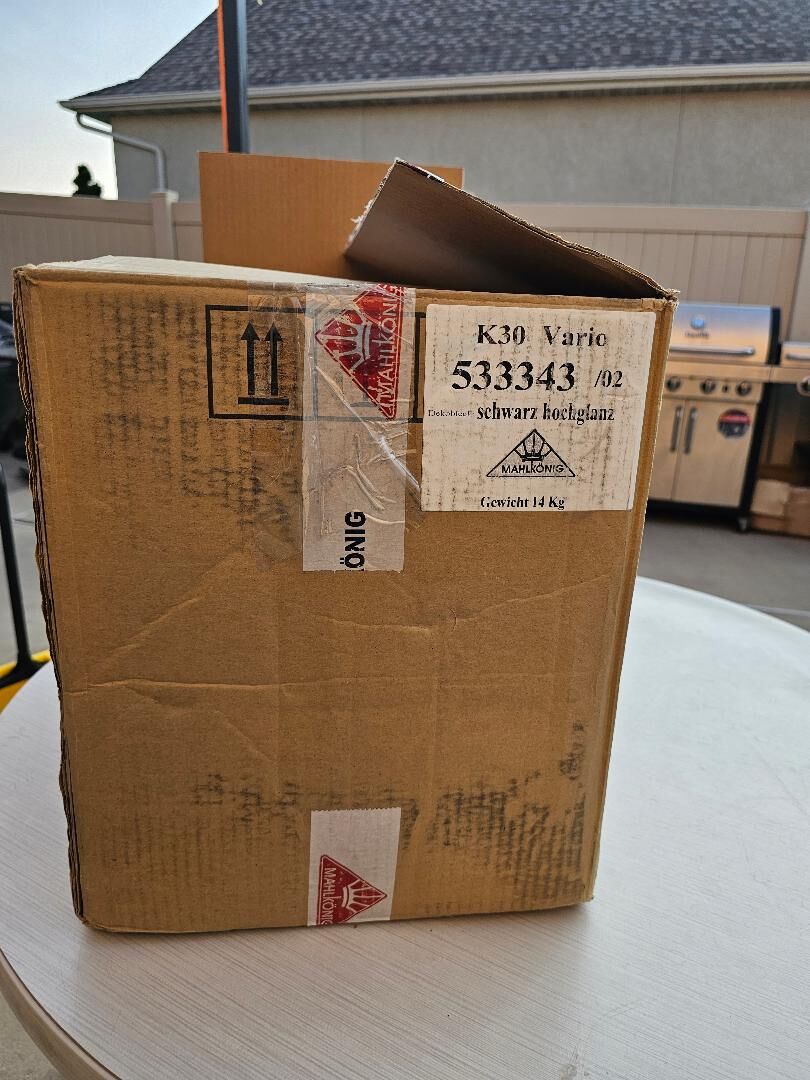 MAHLKÖNIG
K30 Vario
533343 /02
schwarz hochglanz
MAHLKÖNIG
Gewicht 14 Kg
ÖNIG
MAHLKÖNIG